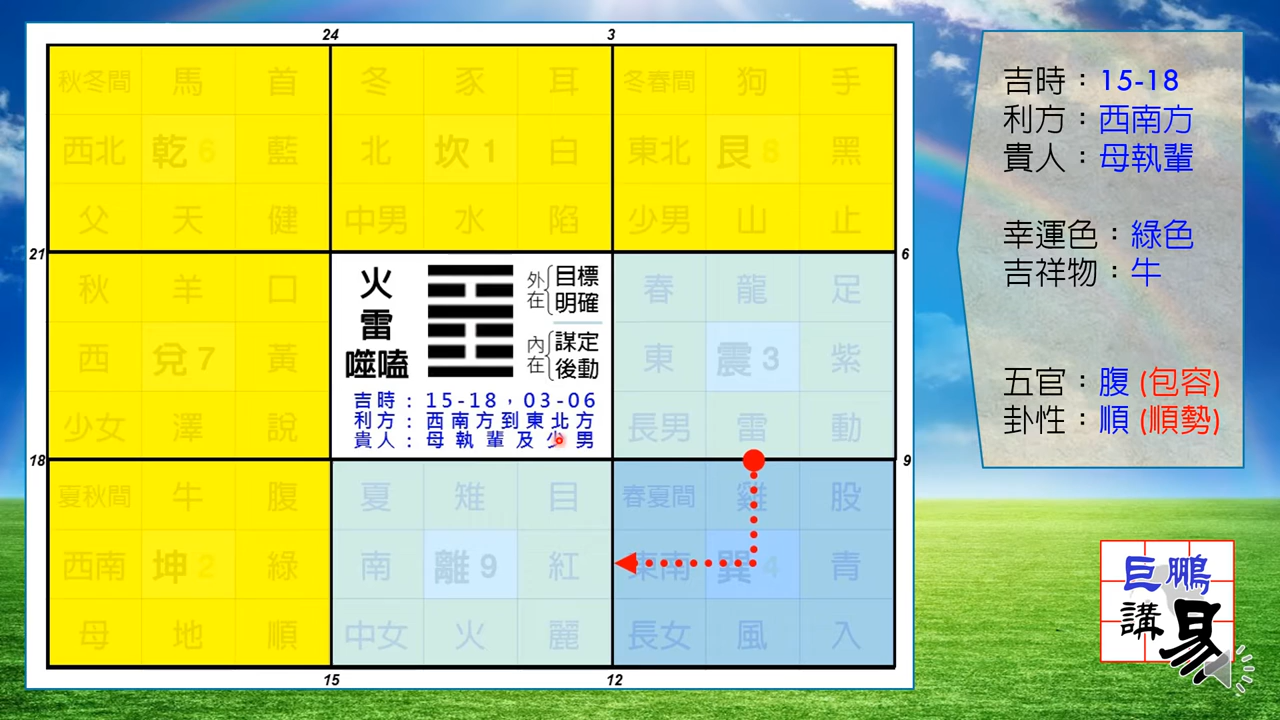 24 3
秋冬間 馬 首 冬 豕 耳 冬春間 狗 手
西北 乾 6 藍 北 坎 1 白 東北 艮 8 黑
父 天 健 中男 水 陷 少男 山 止
21 6
秋 羊 口 春 龍 足
西 兌 7 黃 東 震 3 紫
少女 澤 說 長男 雷 動
火
雷
噬嗑
外在 目標
明確
內在 謀定
後動
吉時：15-18，03-06
利方：西南方到東北方
貴人：母執輩及少男
18 9
夏秋間 牛 腹 夏 雉 目 春夏間 雞 股
西南 坤 2 綠 南 離 9 紅 東南 巽 4 青
母 地 順 中女 火 麗 長女 風 入
15 12
吉時：15-18
利方：西南方
貴人：母執輩
幸運色：綠色
吉祥物：牛
五官：腹 (包容)
卦性：順 (順勢)
巨鵬
講易